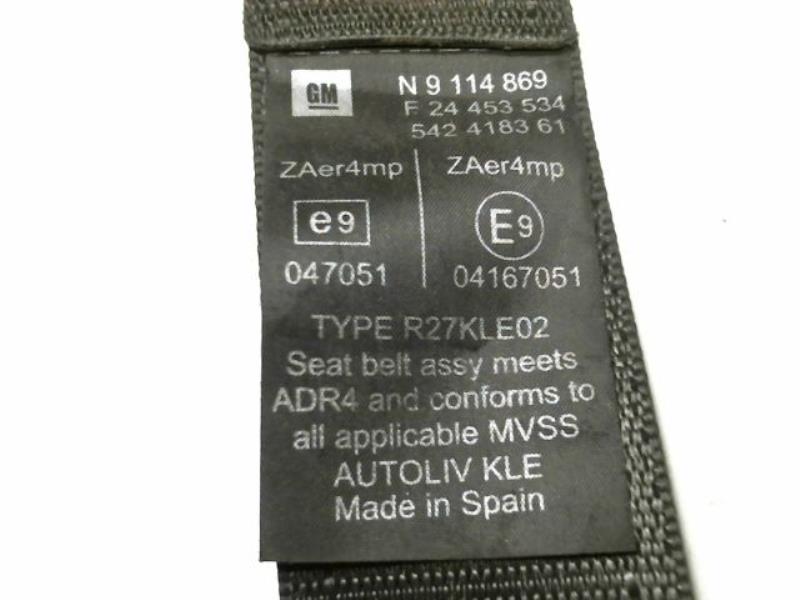 GM N 9 114 869
F 24 453 534
542 4183 61
ZAer4mp ZAer4mp
e9 E9
047051 04167051
TYPE R27KLE02
Seat belt assy meets
ADR4 and conforms to
all applicable MVSS
AUTOLIV KLE
Made in Spain